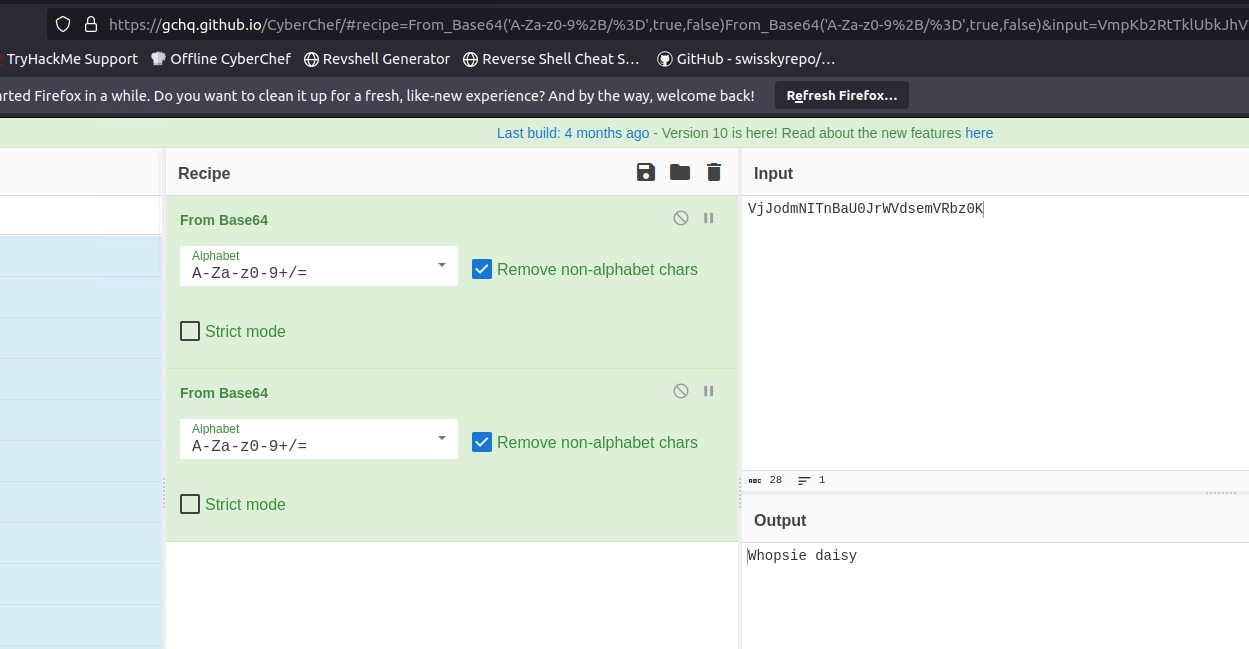 https://gchq.github.io/CyberChef/#recipe=From_Base64('A-Za-z0-9%2B/%3D',true,false)From_Base64('A-Za-z0-9%2B/%3D',true,false)&input=VmpKb2RtTklUbkJhV
TryHackMe Support Offline CyberChef Revshell Generator Reverse Shell Cheat S… GitHub - swisskyrepo/…
arted Firefox in a while. Do you want to clean it up for a fresh, like-new experience? And by the way, welcome back! Refresh Firefox…
Last build: 4 months ago - Version 10 is here! Read about the new features here
Recipe
Input
From Base64
Alphabet
A-Za-z0-9+/=
Remove non-alphabet chars
Strict mode
From Base64
Alphabet
A-Za-z0-9+/=
Remove non-alphabet chars
Strict mode
VjJodmNITnBaU0JrWVdsemVRbz0K
ABC 28 1
Output
Whopsie daisy